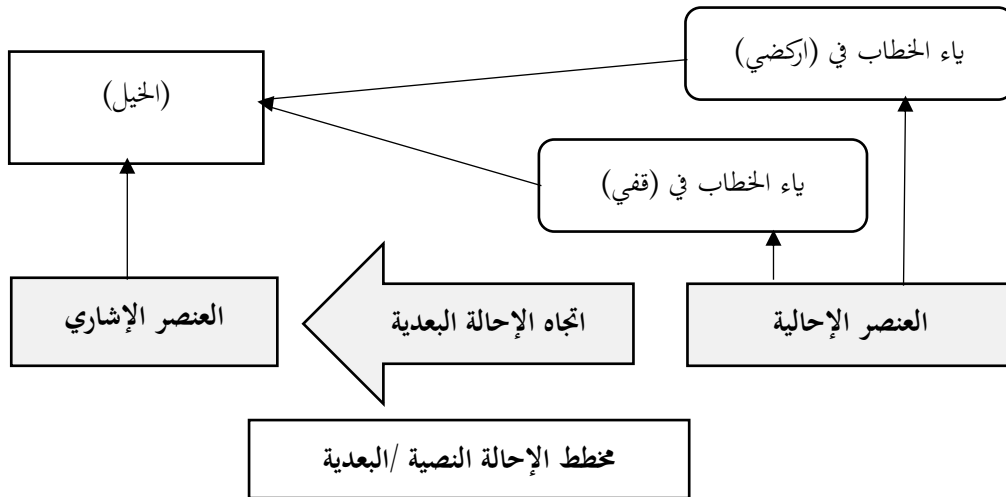 ياء الخطاب في (اركضي)
(الخيل)
ياء الخطاب في (قفي)
العنصر الإحالية
اتجاه الإحالة البعدية
العنصر الإشاري
مخطط الإحالة النصية /البعدية